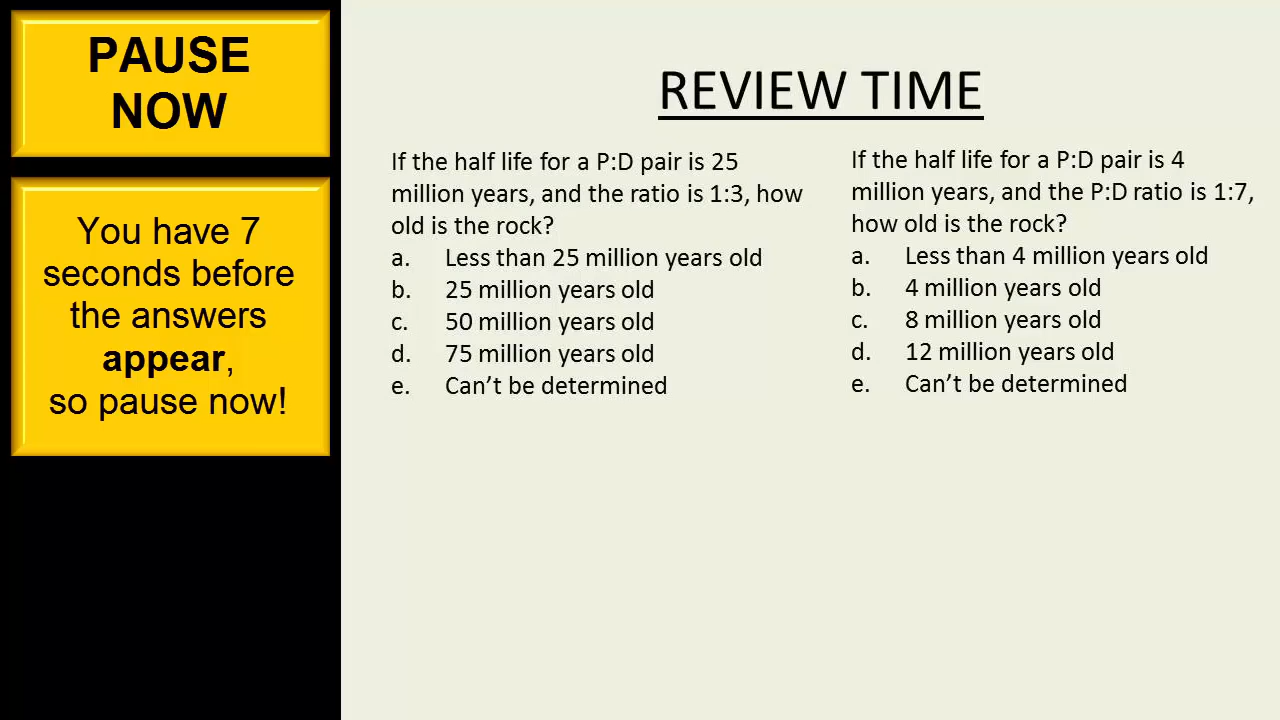 PAUSE
NOW
You have 7
seconds before
the answers
appear,
so pause now!
REVIEW TIME
If the half life for a P:D pair is 25
million years, and the ratio is 1:3, how
old is the rock?
a. Less than 25 million years old
b. 25 million years old
c. 50 million years old
d. 75 million years old
e. Can’t be determined
If the half life for a P:D pair is 4
million years, and the P:D ratio is 1:7,
how old is the rock?
a. Less than 4 million years old
b. 4 million years old
c. 8 million years old
d. 12 million years old
e. Can’t be determined